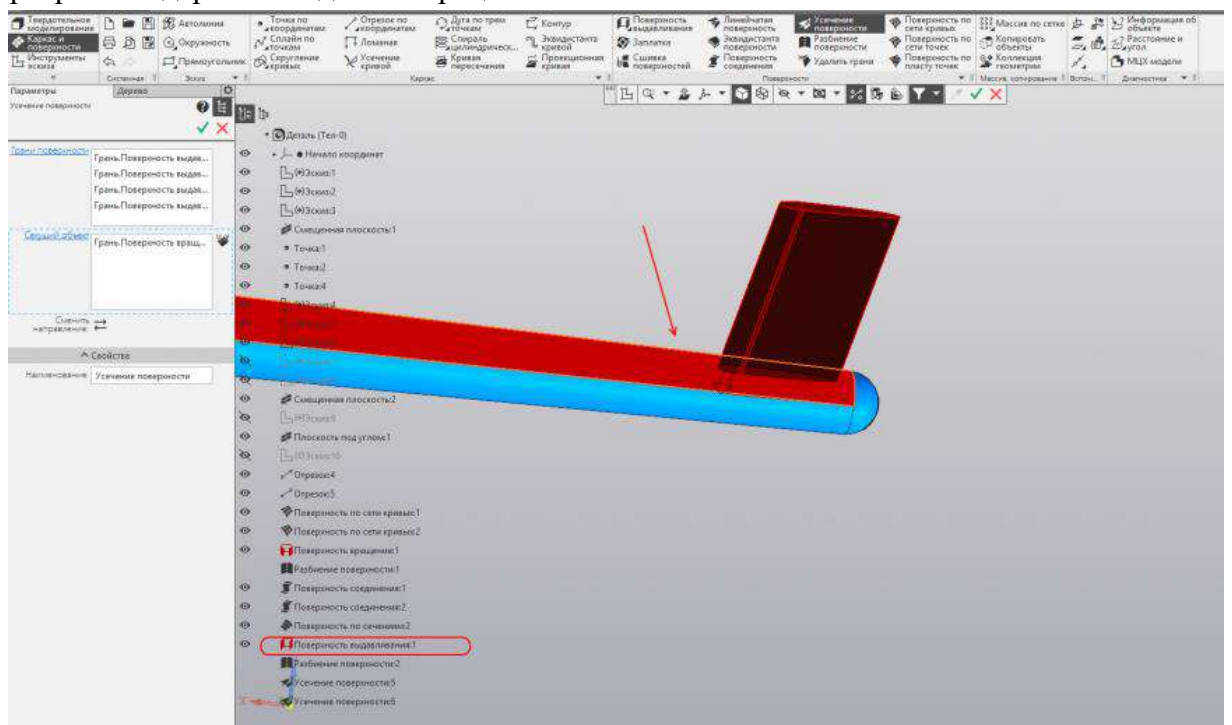 Твердотельное моделирование
Каркас и поверхности
Инструменты эскиза
Системная
Автолиния
Окружность
Прямоугольник
Эскиз
Точка по координатам
Сплайн по точкам
Скругление кривых
Отрезок по координатам
Ломаная
Усечение кривой
Дуга по трем точкам
Спираль цилиндрическ...
Кривая пересечения
Контур
Эквидистанта кривой
Проекционная кривая
Каркас
Поверхность выдавливания
Заплатка
Сшивка поверхностей
Линейчатая поверхность
Эквидистанта поверхности
Поверхность соединения
Усечение поверхности
Разбиение поверхности
Удалить грани
Поверхность по сети кривых
Поверхность по сети точек
Поверхность по пласту точек
Поверхности
Массив по сетке
Копировать объекты
Коллекция геометрии
Массив, копирование
Вспом...
Информация об объекте
Расстояние и угол
МЦХ модели
Диагностика
Параметры
Дерево
Усечение поверхности
Грани поверхности
Грань.Поверхность выдав...
Грань.Поверхность выдав...
Грань.Поверхность выдав...
Грань.Поверхность выдав...
Секущий объект
Грань.Поверхность вращ...
Сменить направление
Свойства
Наименование
Усечение поверхности
Деталь (Тел-0)
Начало координат
(+)Эскиз:1
(+)Эскиз:2
(+)Эскиз:3
Смещенная плоскость:1
Точка:1
Точка:2
Точка:4
Смещенная плоскость:2
Плоскость под углом:1
Отрезок:4
Отрезок:5
Поверхность по сети кривых:1
Поверхность по сети кривых:2
Поверхность вращения:1
Разбиение поверхности:1
Поверхность соединения:1
Поверхность соединения:2
Поверхность по сечениям:2
Поверхность выдавливания:1
Разбиение поверхности:2
Усечение поверхности:5
Усечение поверхности:6